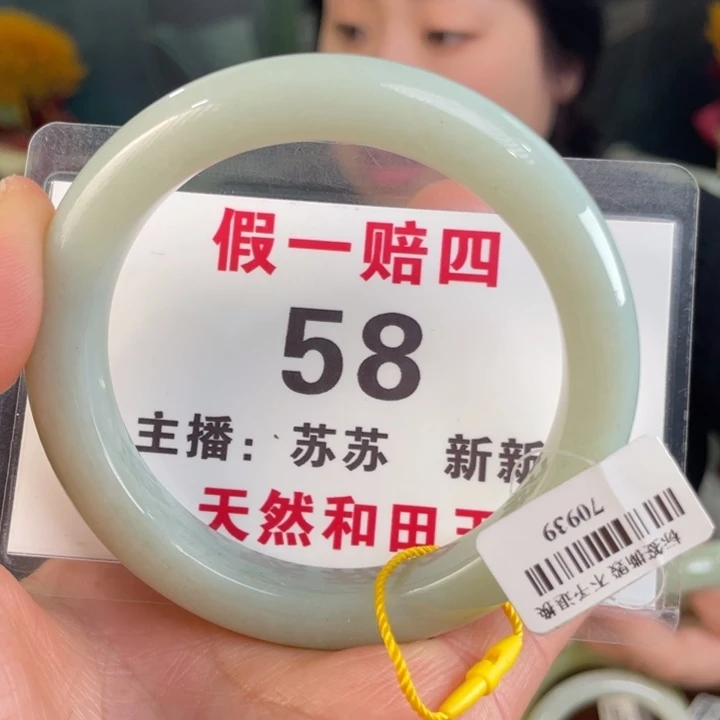 假一赔四
58
主播：苏苏 新新
天然和田玉
70939
标签撕毁 不予退换